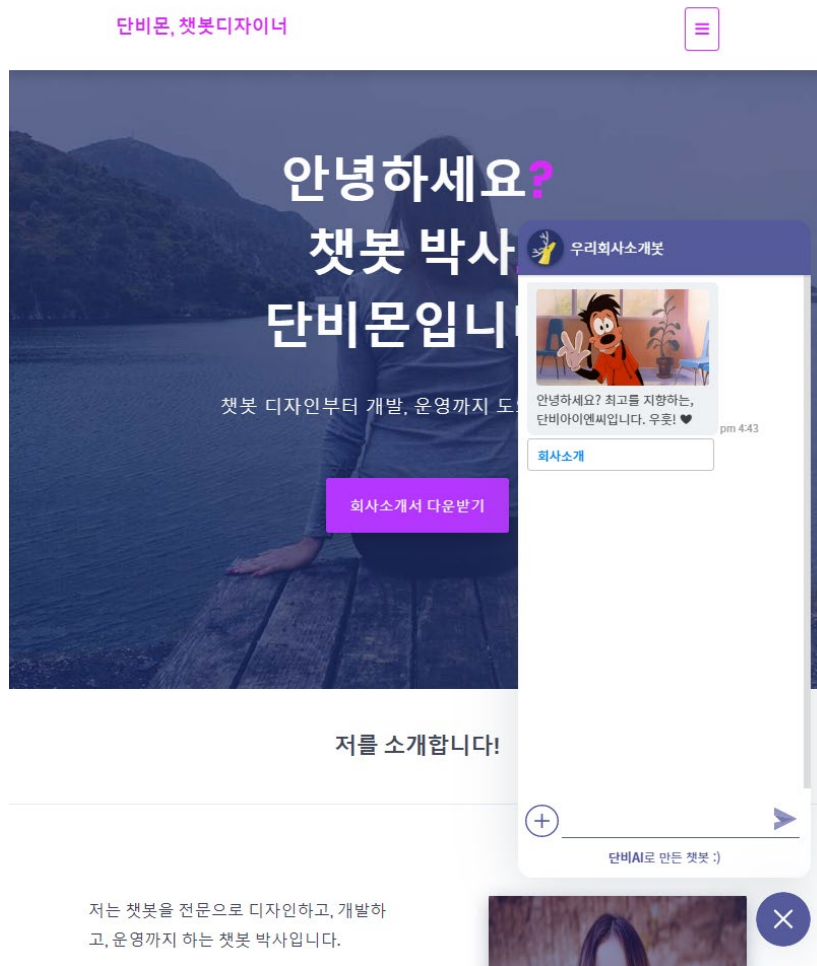 단비몬, 챗봇디자이너
안녕하세요?
챗봇 박사
단비몬입니
챗봇 디자인부터 개발, 운영까지
회사소개서 다운받기
우리회사소개봇
안녕하세요? 최고를 지향하는,
단비아이엔씨입니다. 우훗! ♥
pm 4:43
회사소개
단비AI로 만든 챗봇 :)
저를 소개합니다!
저는 챗봇을 전문으로 디자인하고, 개발하
고, 운영까지 하는 챗봇 박사입니다.